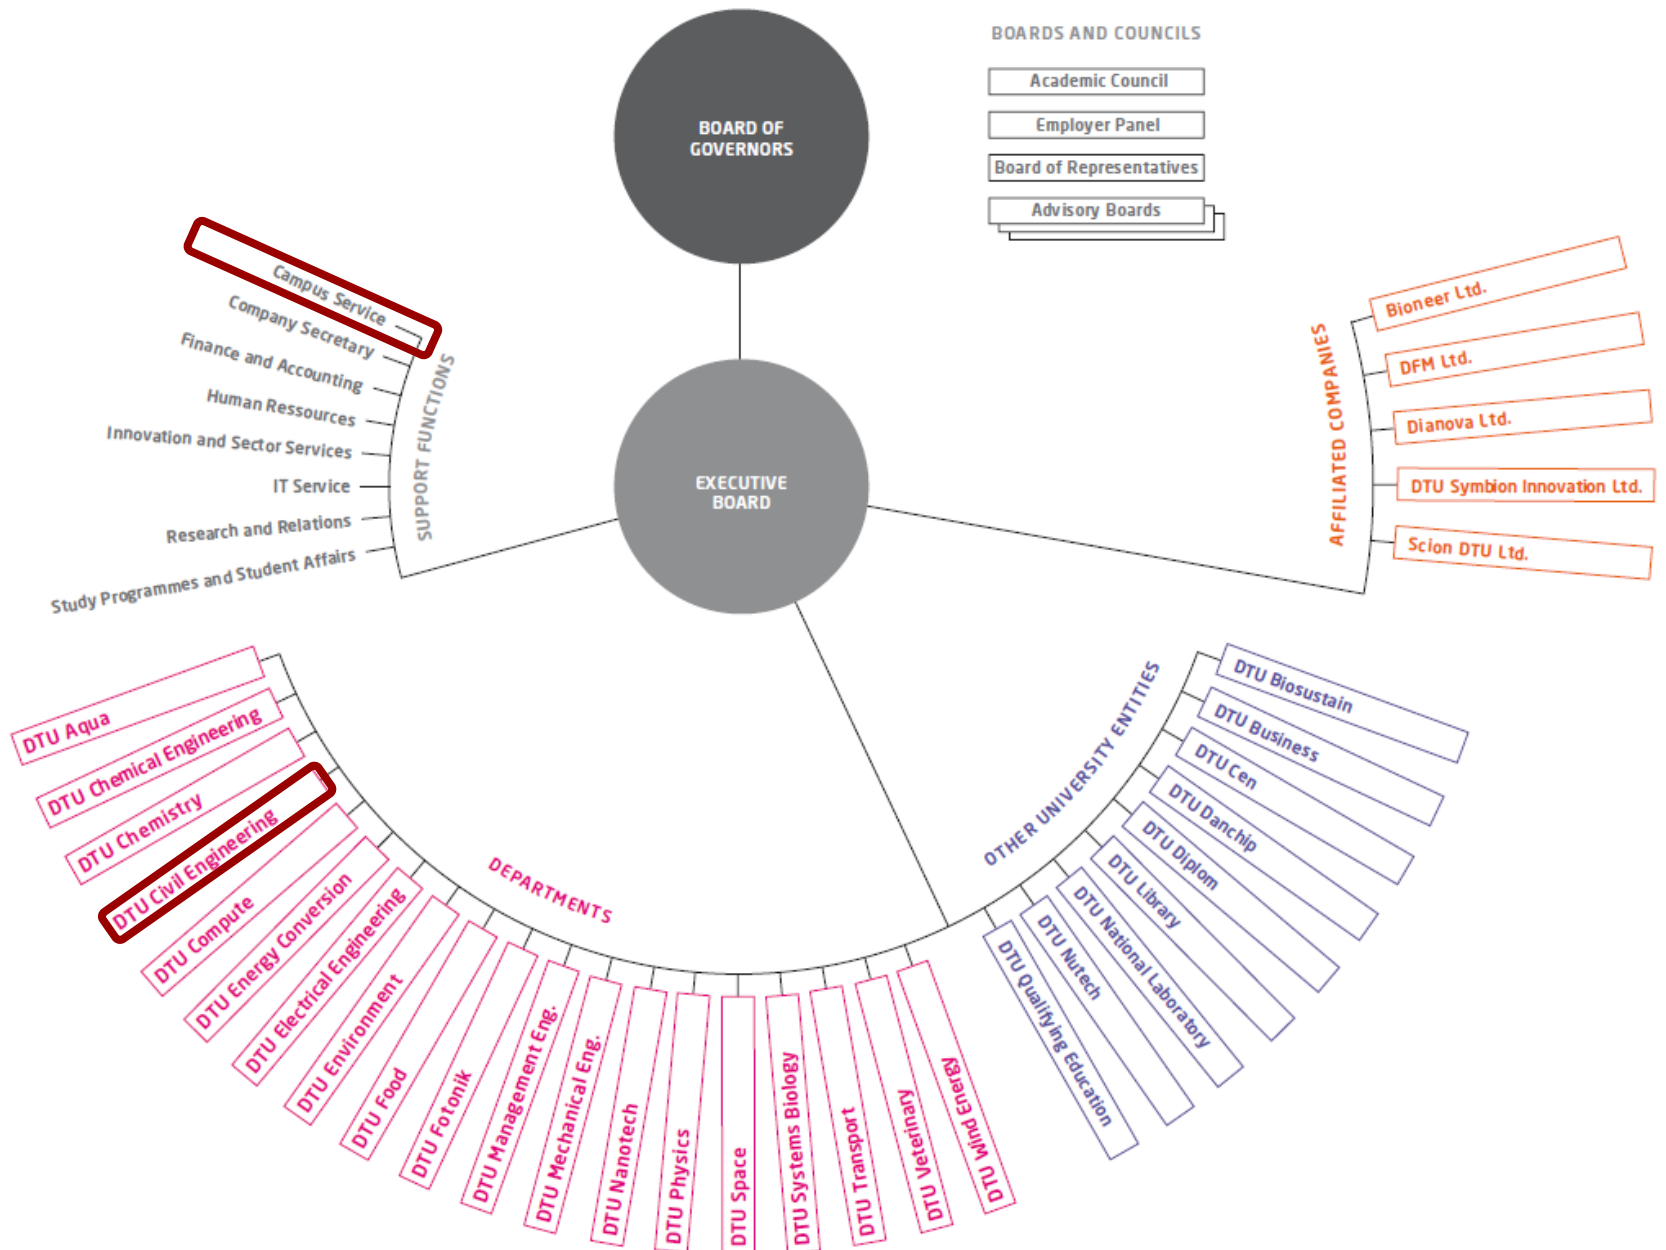 BOARD OF
GOVERNORS
BOARDS AND COUNCILS
Academic Council
Employer Panel
Board of Representatives
Advisory Boards
EXECUTIVE
BOARD
SUPPORT FUNCTIONS
Campus Service
Company Secretary
Finance and Accounting
Human Ressources
Innovation and Sector Services
IT Service
Research and Relations
Study Programmes and Student Affairs
AFFILIATED COMPANIES
Bioneer Ltd.
DFM Ltd.
Dianova Ltd.
DTU Symbion Innovation Ltd.
Scion DTU Ltd.
DEPARTMENTS
DTU Aqua
DTU Chemical Engineering
DTU Chemistry
DTU Civil Engineering
DTU Compute
DTU Energy Conversion
DTU Electrical Engineering
DTU Environment
DTU Food
DTU Fotonik
DTU Management Eng.
DTU Mechanical Eng.
DTU Nanotech
DTU Physics
DTU Space
DTU Systems Biology
DTU Transport
DTU Veterinary
DTU Wind Energy
OTHER UNIVERSITY ENTITIES
DTU Biosustain
DTU Business
DTU Cen
DTU Danchip
DTU Diplom
DTU Library
DTU National Laboratory
DTU Nutech
DTU Qualifying Education